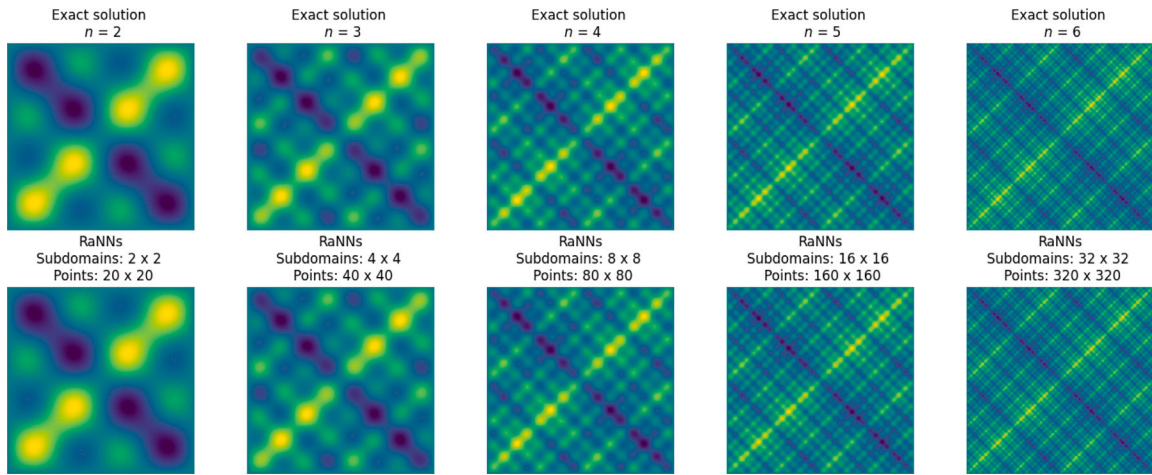 Exact solution
n = 2
Exact solution
n = 3
Exact solution
n = 4
Exact solution
n = 5
Exact solution
n = 6
RaNNs
Subdomains: 2 x 2
Points: 20 x 20
RaNNs
Subdomains: 4 x 4
Points: 40 x 40
RaNNs
Subdomains: 8 x 8
Points: 80 x 80
RaNNs
Subdomains: 16 x 16
Points: 160 x 160
RaNNs
Subdomains: 32 x 32
Points: 320 x 320